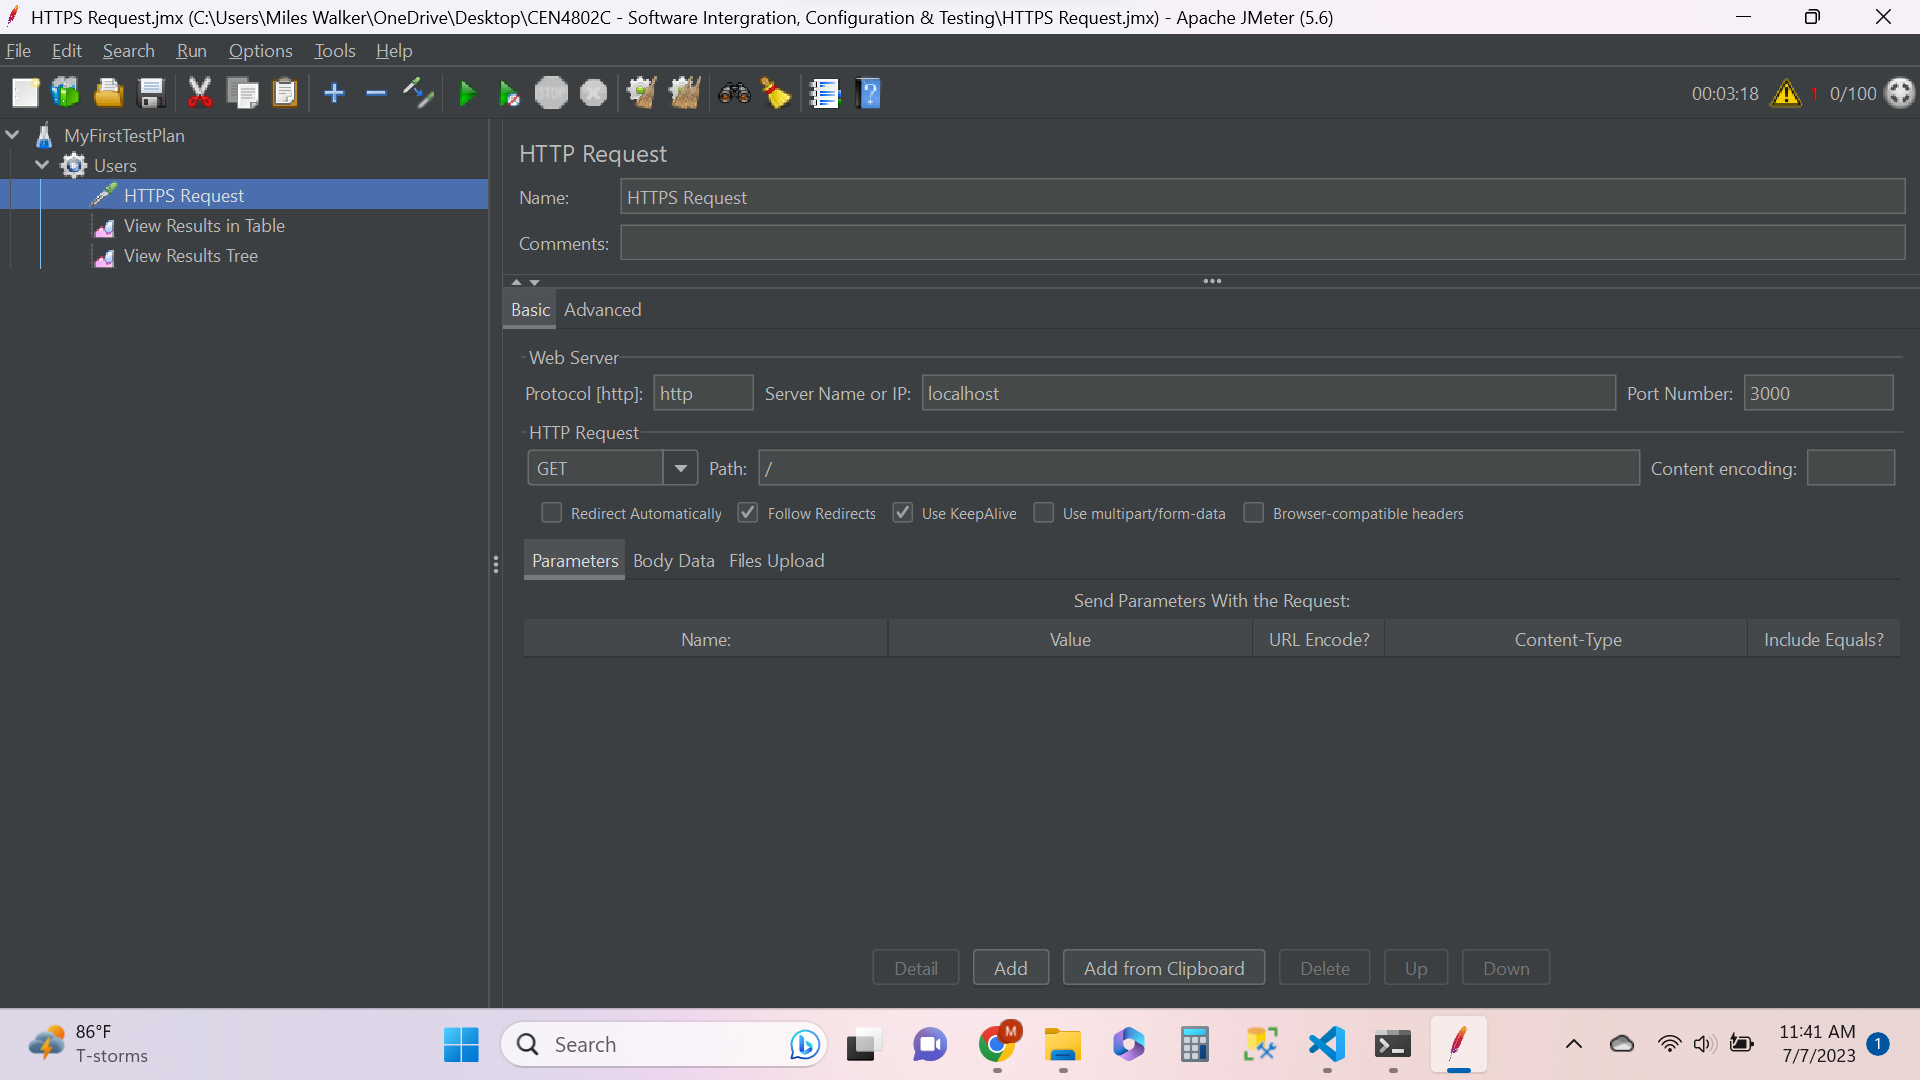 HTTPS Request.jmx (C:\Users\Miles Walker\OneDrive\Desktop\CEN4802C - Software Intergration, Configuration & Testing\HTTPS Request.jmx) - Apache JMeter (5.6)
File Edit Search Run Options Tools Help
STOP
00:03:18 1 0/100
MyFirstTestPlan
Users
HTTPS Request
View Results in Table
View Results Tree
HTTP Request
Name: HTTPS Request
Comments:
Basic Advanced
Web Server
Protocol [http]: http Server Name or IP: localhost Port Number: 3000
HTTP Request
GET Path: / Content encoding:
Redirect Automatically Follow Redirects Use KeepAlive Use multipart/form-data Browser-compatible headers
Parameters Body Data Files Upload
Send Parameters With the Request:
Name: Value URL Encode? Content-Type Include Equals?
Detail Add Add from Clipboard Delete Up Down
86°F
T-storms
Search
M
11:41 AM
7/7/2023
1